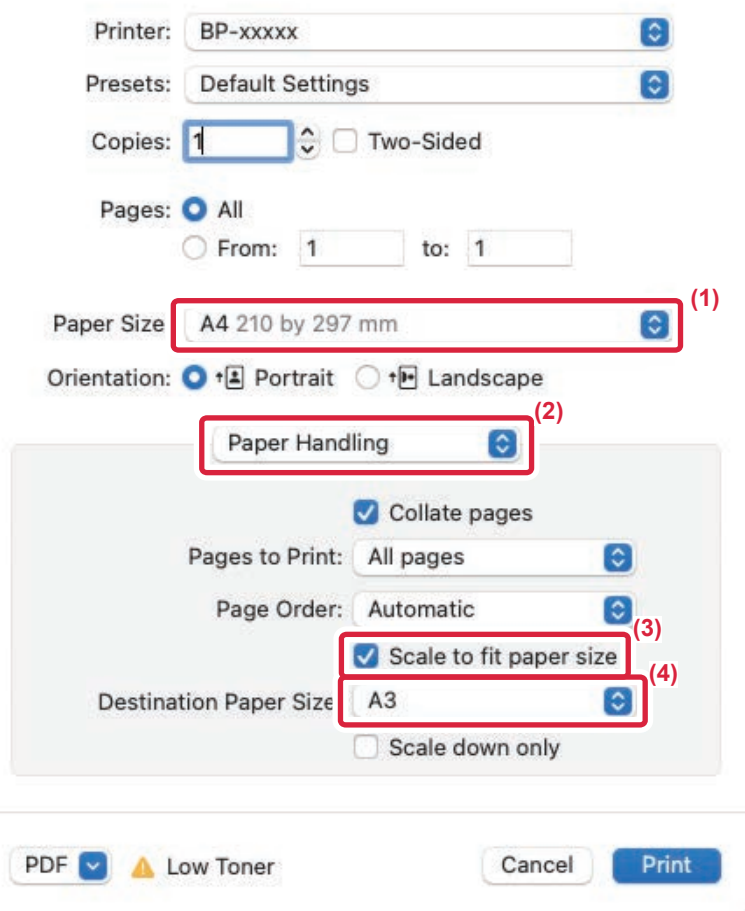 Printer: BP-xxxxx
Presets: Default Settings
Copies: 1 Two-Sided
Pages: All
From: 1 to: 1
(1)
Paper Size A4 210 by 297 mm
Orientation: Portrait Landscape
(2)
Paper Handling
Collate pages
Pages to Print: All pages
Page Order: Automatic
(3)
Scale to fit paper size
(4)
Destination Paper Size A3
Scale down only
PDF Low Toner Cancel Print